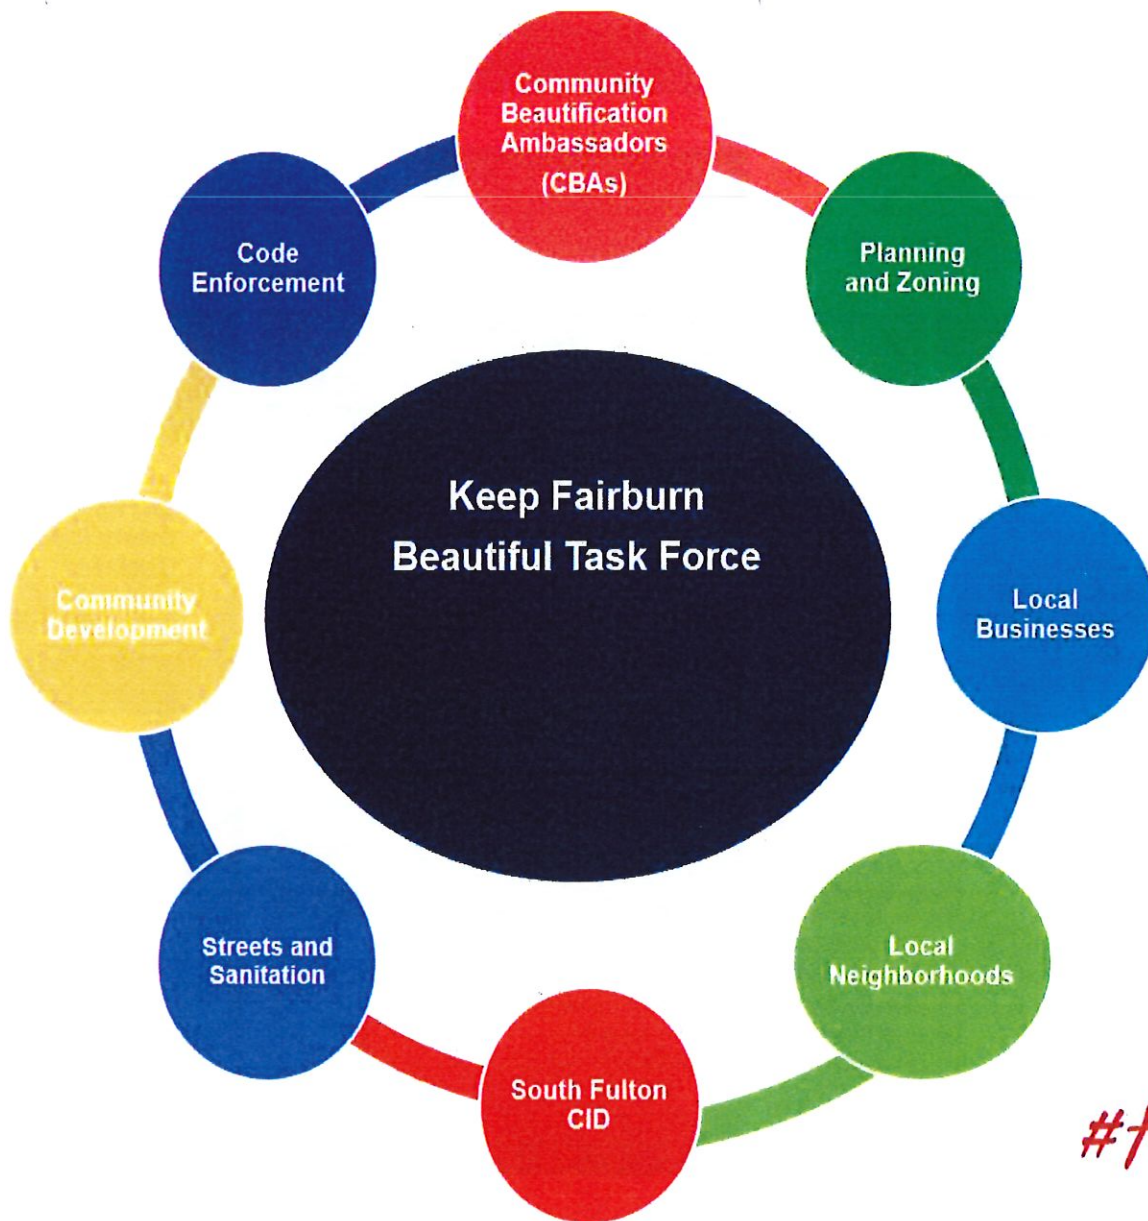 Community
Beautification
Ambassadors
(CBAs)
Planning
and Zoning
Local
Businesses
Local
Neighborhoods
South Fulton
CID
Streets and
Sanitation
Community
Development
Code
Enforcement
Keep Fairburn
Beautiful Task Force